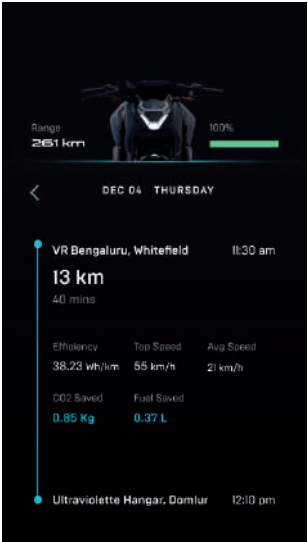 Range
100%
261 km
DEC 04 THURSDAY
VR Bengaluru, Whitefield 11:30 am
13 km
40 mins
Efficiency Top Speed Avg Speed
38.23 Wh/km 55 km/h 21 km/h
CO2 Saved Fuel Saved
0.85 Kg 0.37 L
Ultraviolette Hangar, Domlur 12:10 pm